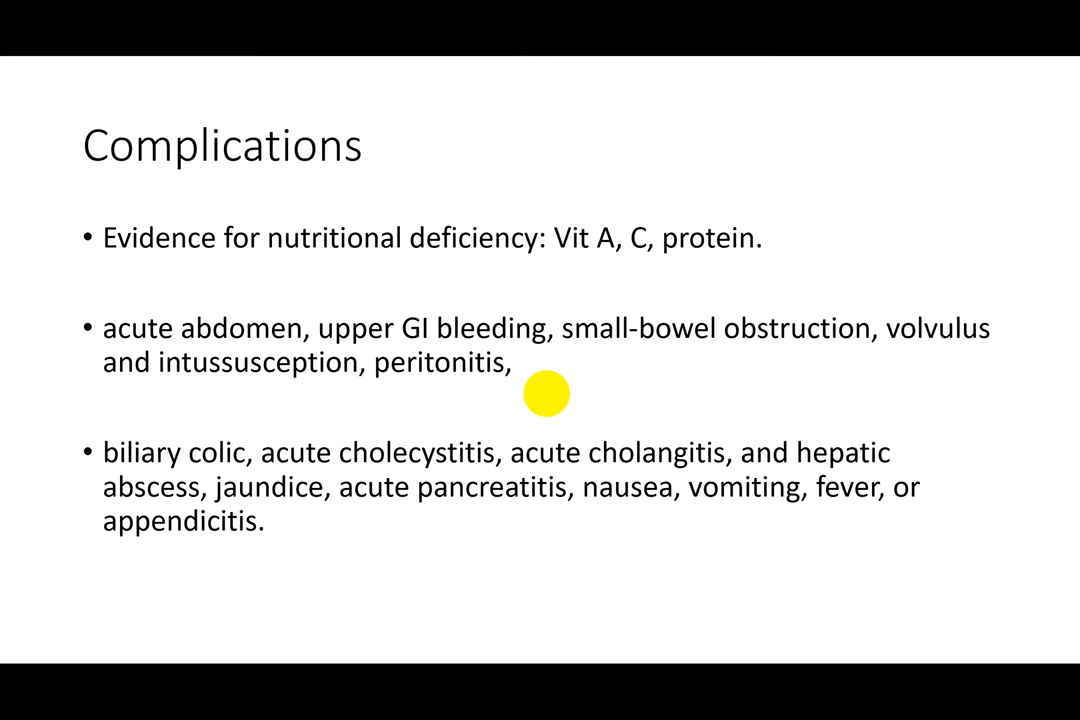 Complications
• Evidence for nutritional deficiency: Vit A, C, protein.
• acute abdomen, upper GI bleeding, small-bowel obstruction, volvulus
and intussusception, peritonitis,
• biliary colic, acute cholecystitis, acute cholangitis, and hepatic
abscess, jaundice, acute pancreatitis, nausea, vomiting, fever, or
appendicitis.